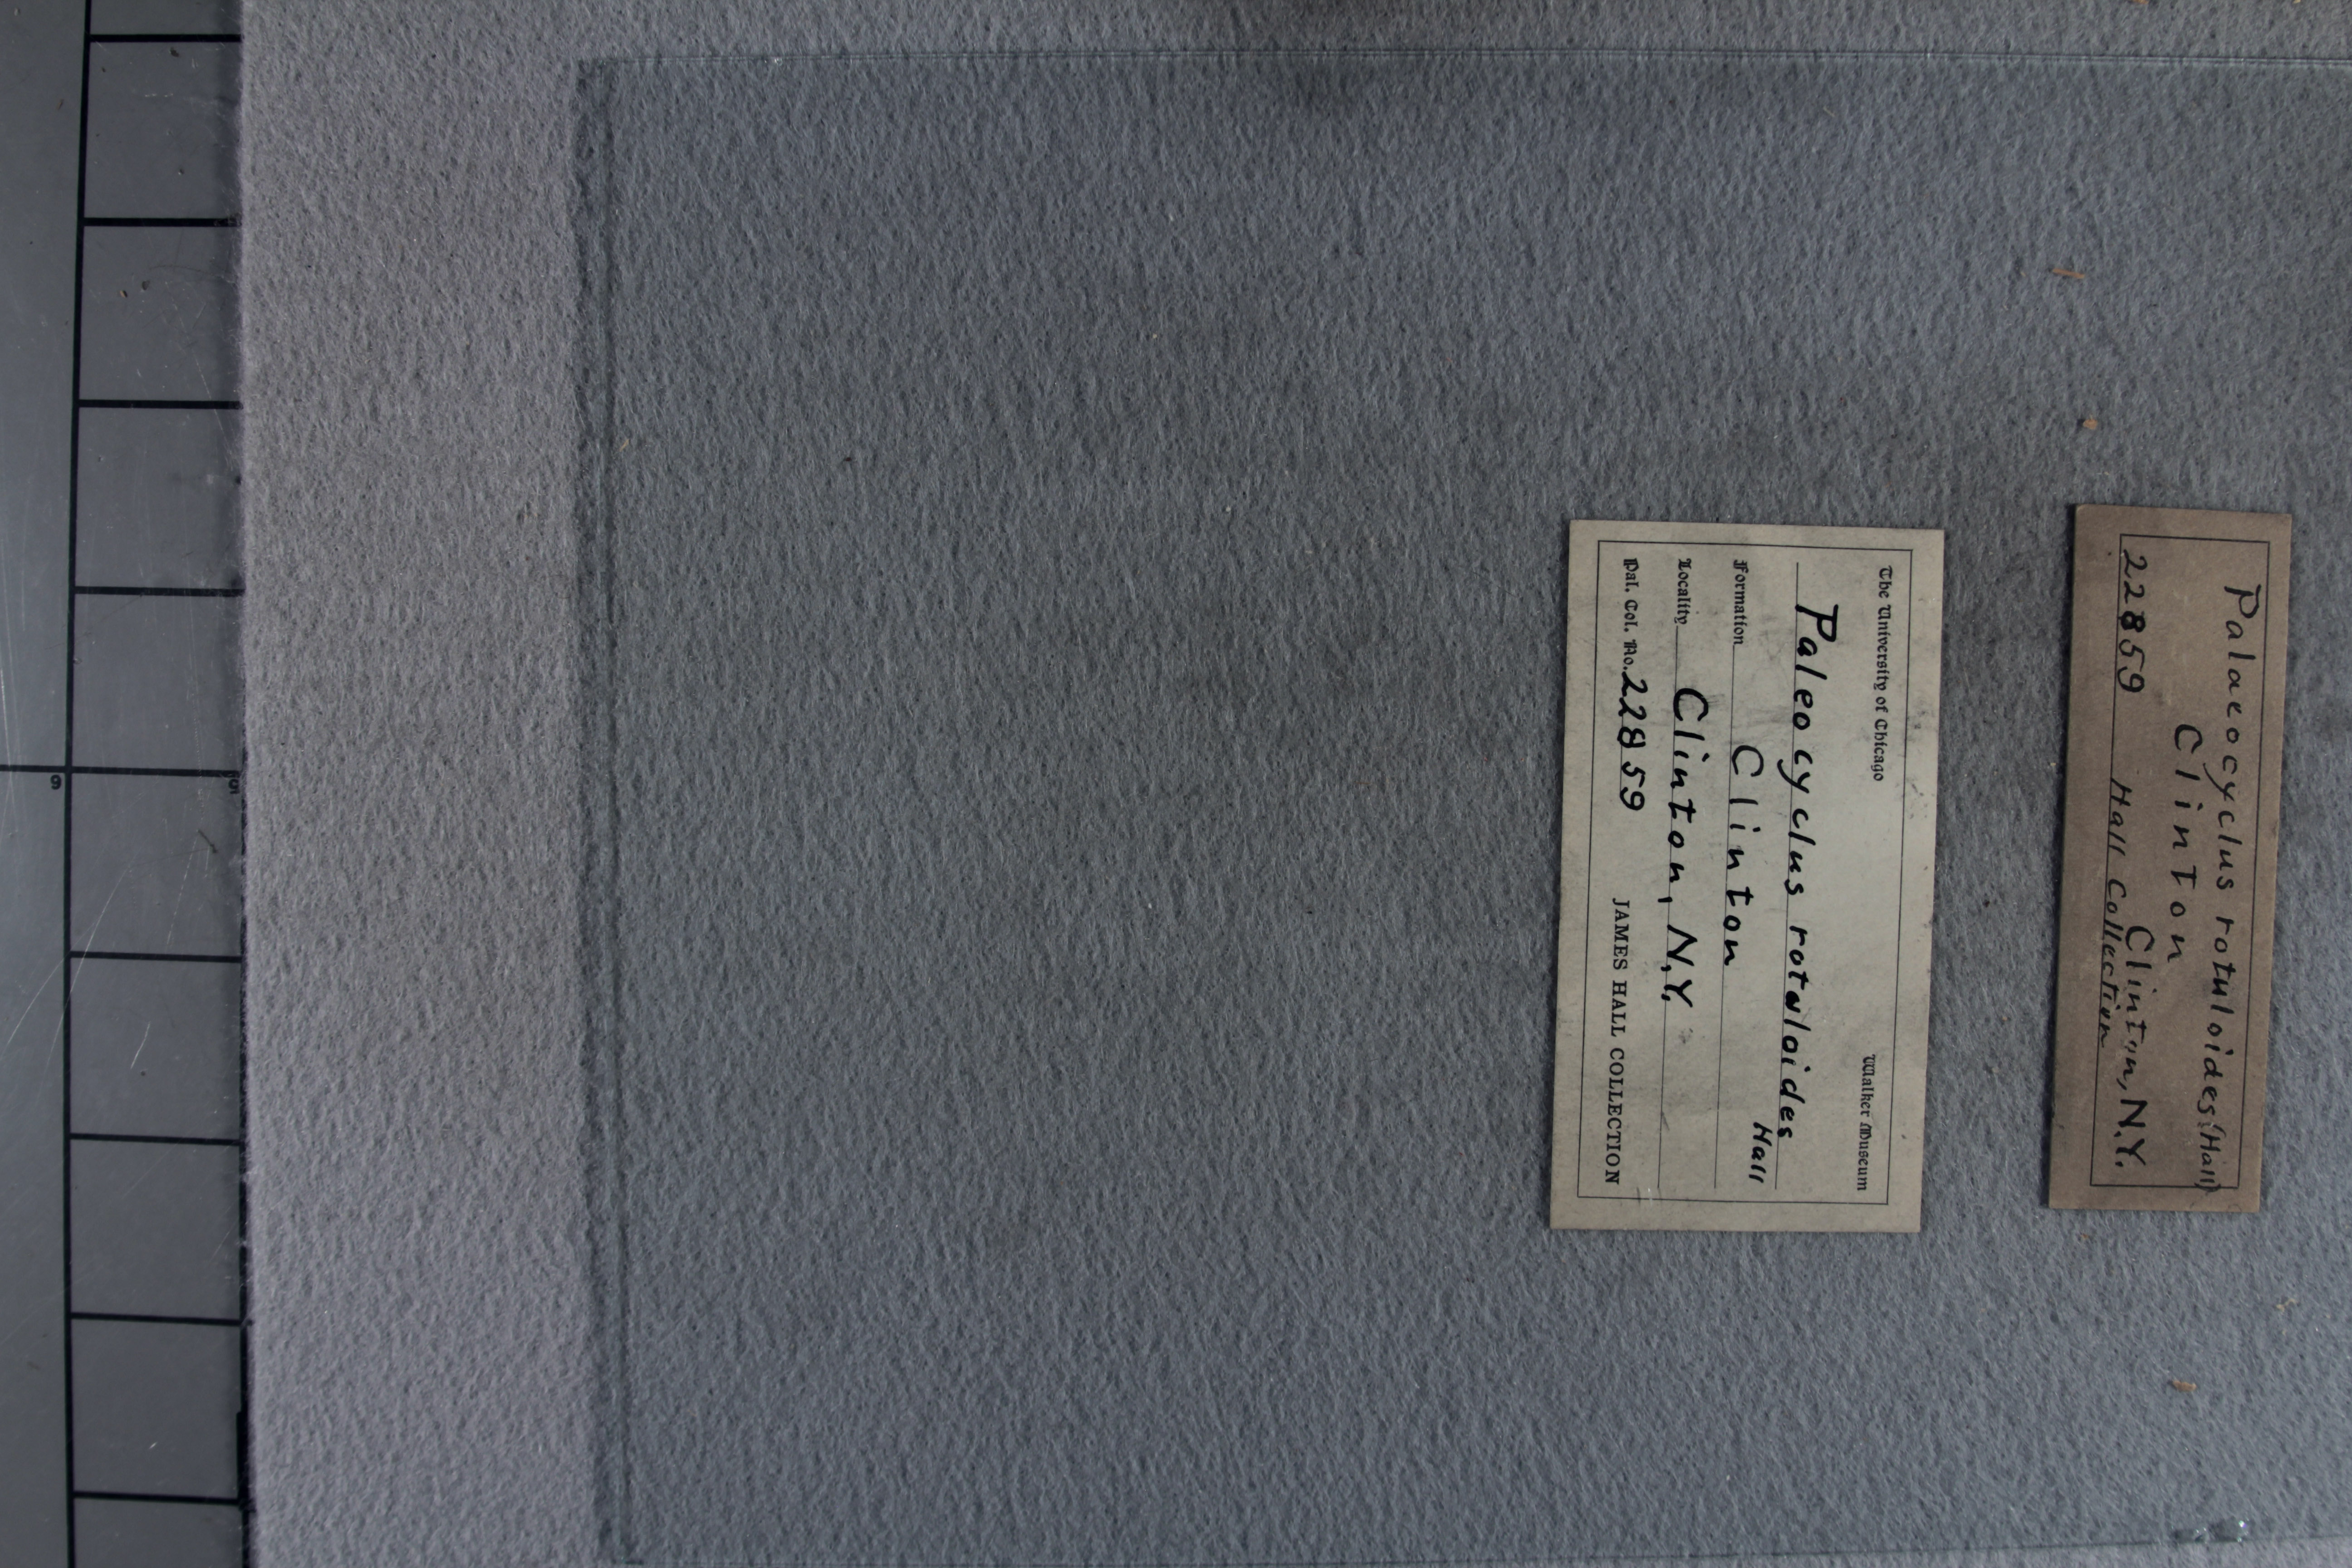 The University of Chicago Walker Museum
Paleocyclus rotuloides
Hall
Formation Clinton
Locality Clinton, N.Y.
Pal. Col. No. 22859 JAMES HALL COLLECTION
Palaeocyclus rotuloides (Hall)
Clinton
Clinton, N.Y.
22859 Hall Collection
9